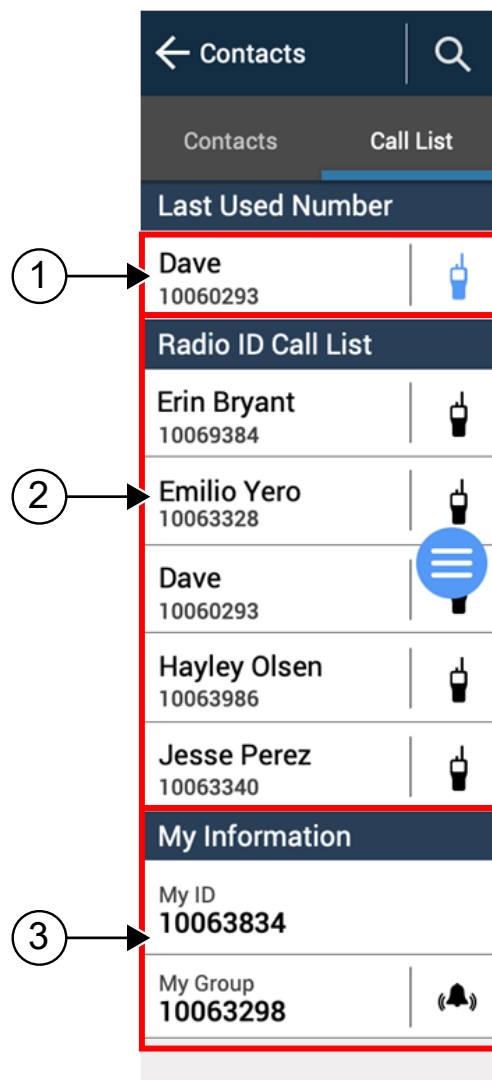 Contacts
Contacts Call List
Last Used Number
1
Dave
10060293
Radio ID Call List
Erin Bryant
10069384
2
Emilio Yero
10063328
Dave
10060293
Hayley Olsen
10063986
Jesse Perez
10063340
My Information
My ID
10063834
3
My Group
10063298